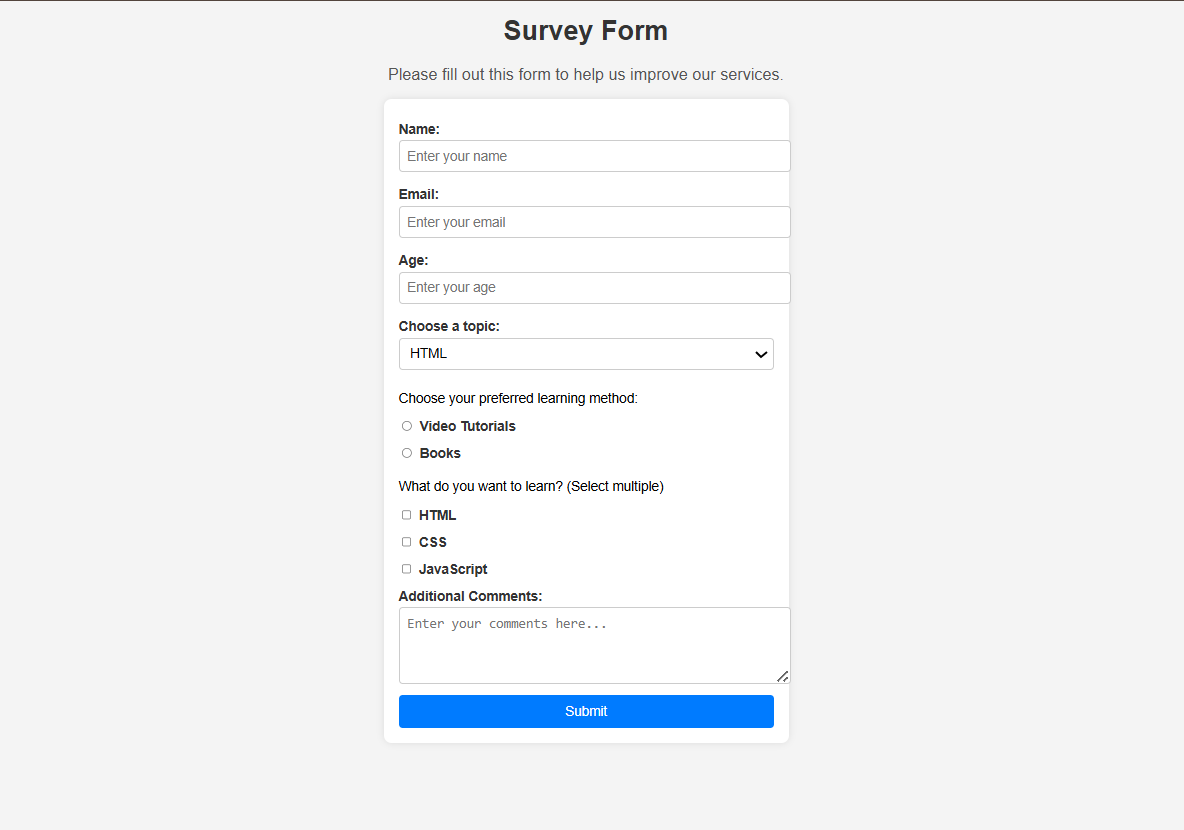 Survey Form
Please fill out this form to help us improve our services.
Name:
Enter your name
Email:
Enter your email
Age:
Enter your age
Choose a topic:
HTML
Choose your preferred learning method:
Video Tutorials
Books
What do you want to learn? (Select multiple)
HTML
CSS
JavaScript
Additional Comments:
Enter your comments here...
Submit